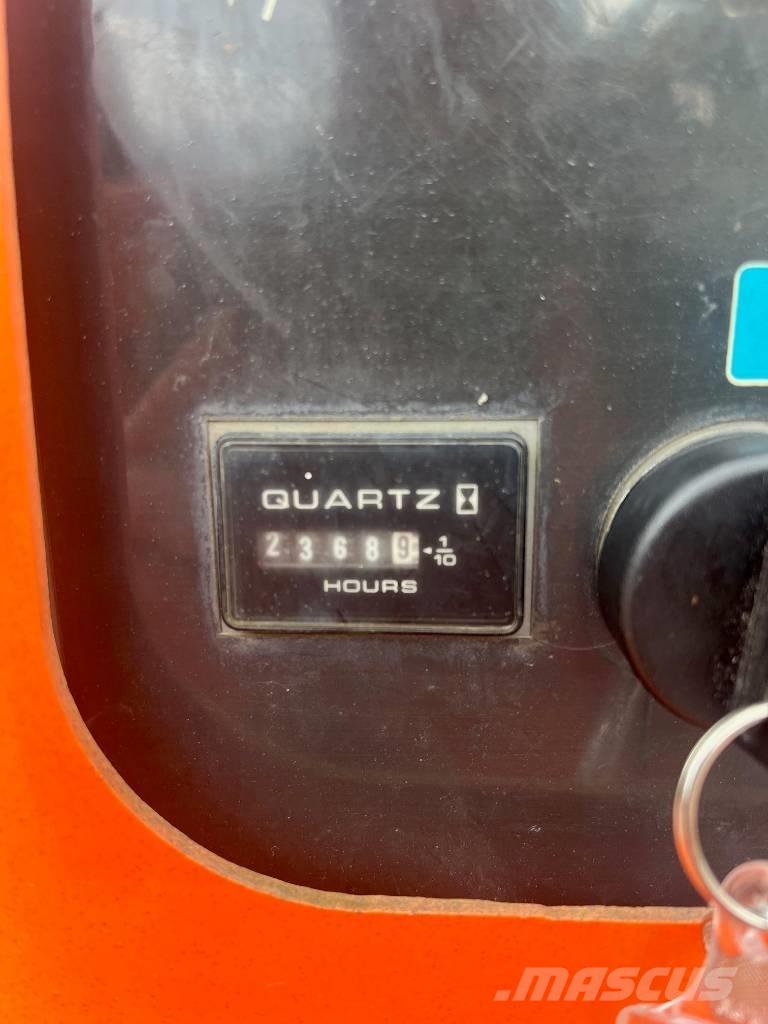 QUARTZ
23689 1/10
HOURS
MASCUS